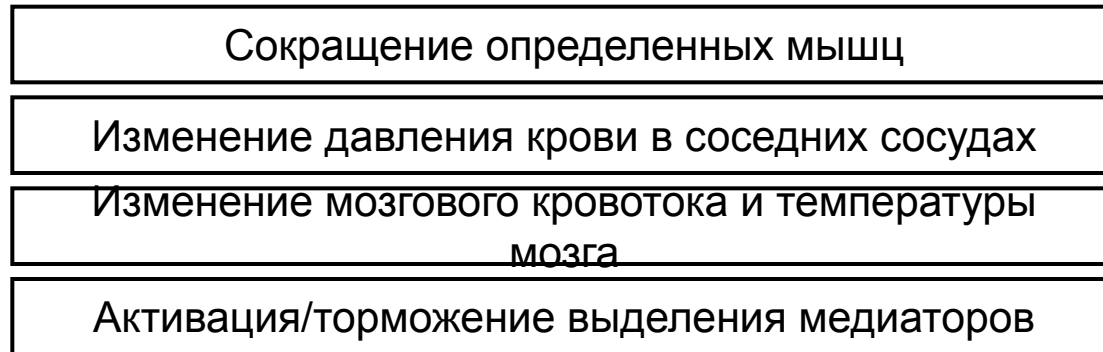 Сокращение определенных мышц
Изменение давления крови в соседних сосудах
Изменение мозгового кровотока и температуры
мозга
Активация/торможение выделения медиаторов